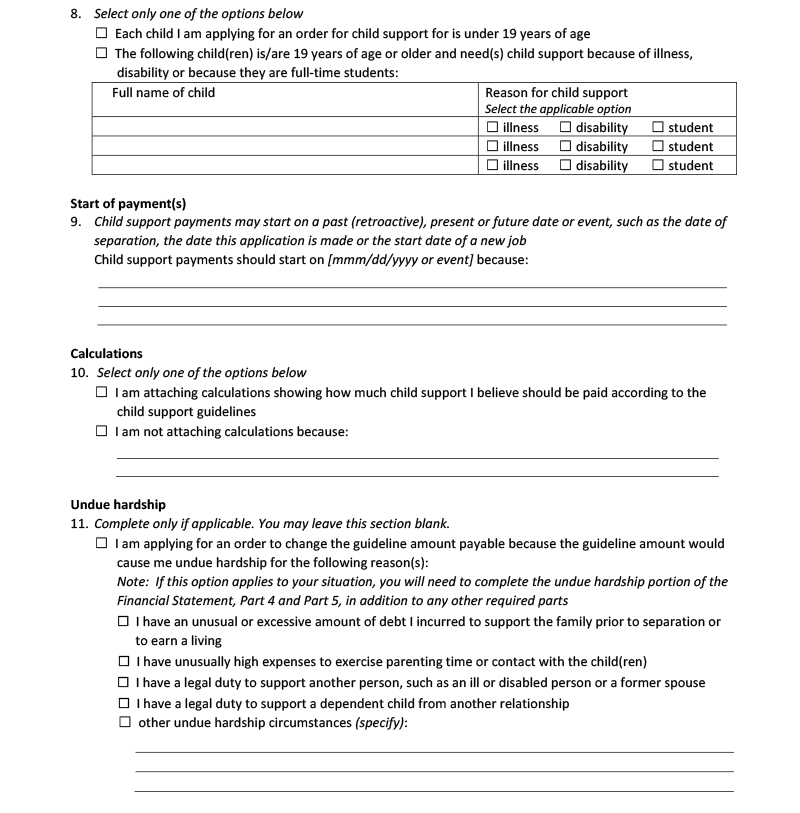 8. Select only one of the options below
☐ Each child I am applying for an order for child support for is under 19 years of age
☐ The following child(ren) is/are 19 years of age or older and need(s) child support because of illness,
disability or because they are full-time students:
Full name of child Reason for child support
Select the applicable option
☐ illness ☐ disability ☐ student
☐ illness ☐ disability ☐ student
☐ illness ☐ disability ☐ student
Start of payment(s)
9. Child support payments may start on a past (retroactive), present or future date or event, such as the date of
separation, the date this application is made or the start date of a new job
Child support payments should start on [mmm/dd/yyyy or event] because:
Calculations
10. Select only one of the options below
☐ I am attaching calculations showing how much child support I believe should be paid according to the
child support guidelines
☐ I am not attaching calculations because:
Undue hardship
11. Complete only if applicable. You may leave this section blank.
☐ I am applying for an order to change the guideline amount payable because the guideline amount would
cause me undue hardship for the following reason(s):
Note: If this option applies to your situation, you will need to complete the undue hardship portion of the
Financial Statement, Part 4 and Part 5, in addition to any other required parts
☐ I have an unusual or excessive amount of debt I incurred to support the family prior to separation or
to earn a living
☐ I have unusually high expenses to exercise parenting time or contact with the child(ren)
☐ I have a legal duty to support another person, such as an ill or disabled person or a former spouse
☐ I have a legal duty to support a dependent child from another relationship
☐ other undue hardship circumstances (specify):